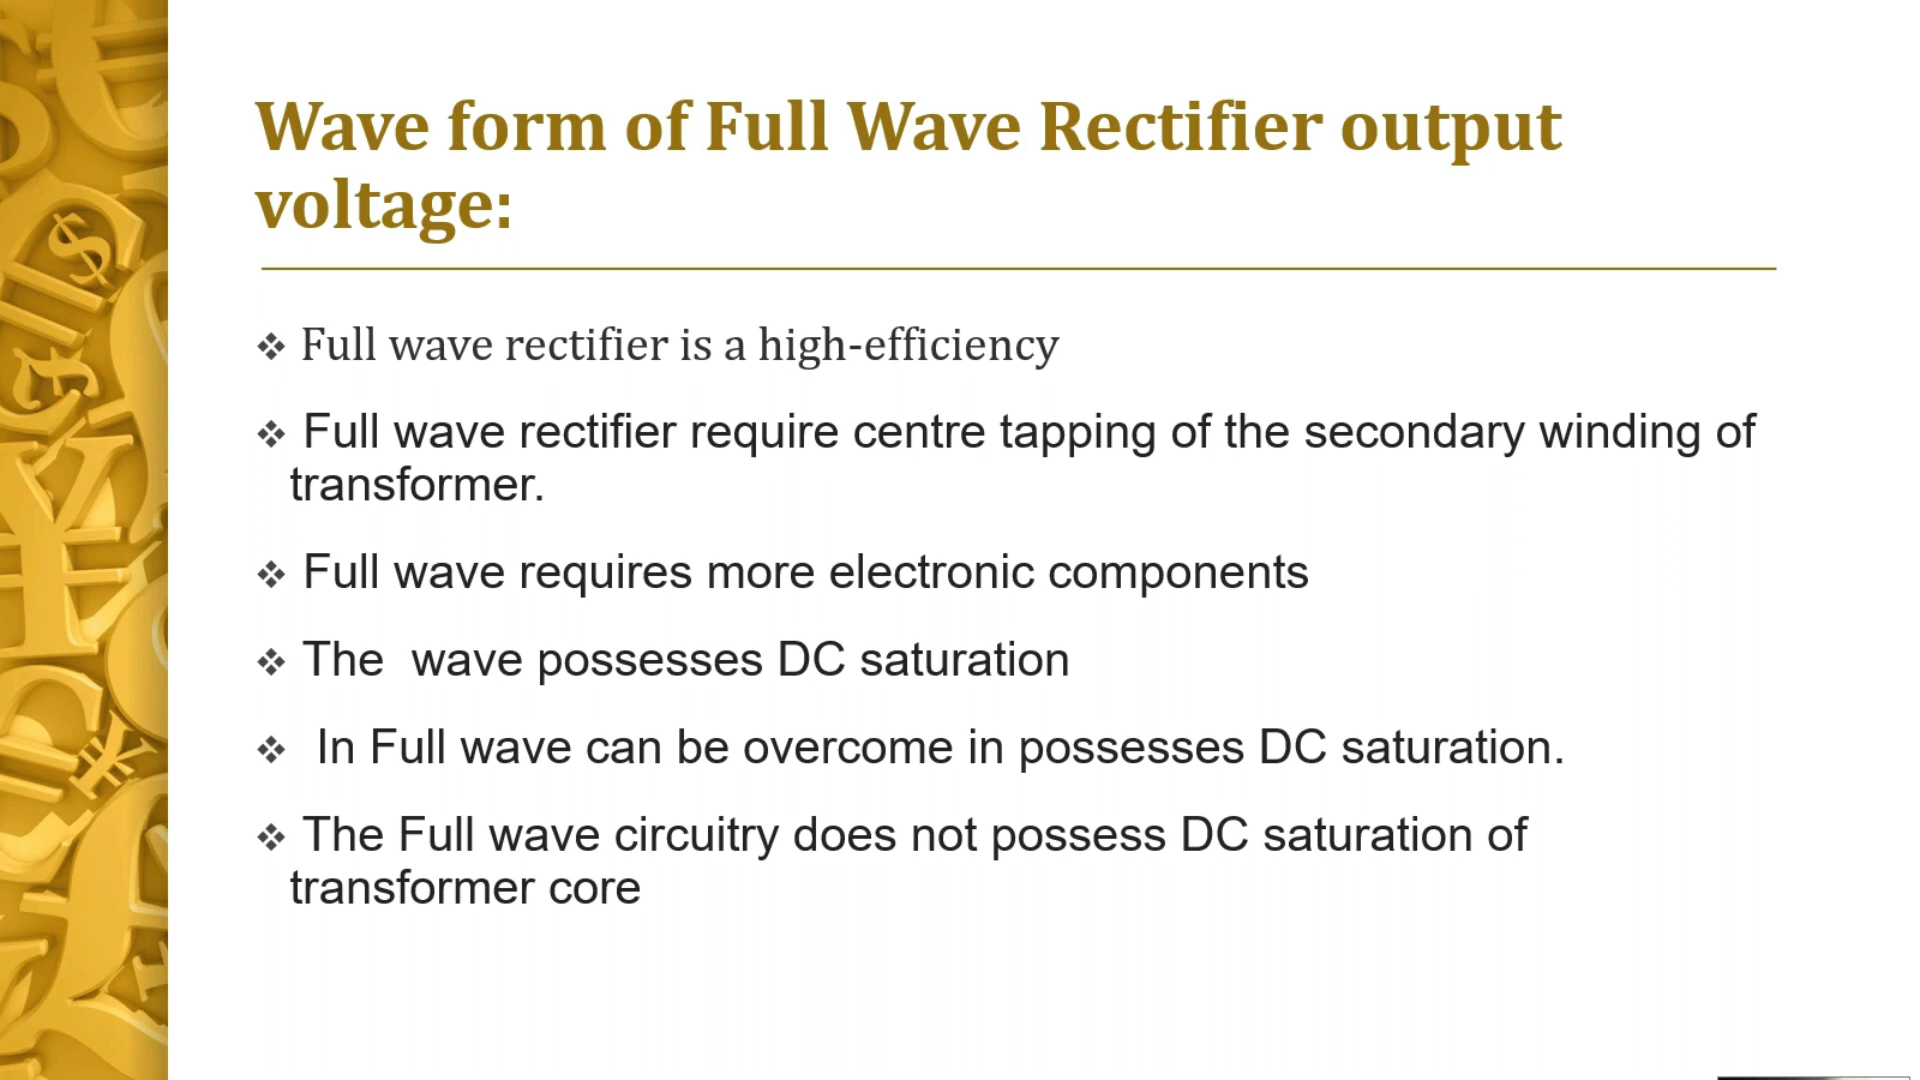 Wave form of Full Wave Rectifier output
voltage:
❖ Full wave rectifier is a high-efficiency
❖ Full wave rectifier require centre tapping of the secondary winding of
transformer.
❖ Full wave requires more electronic components
❖ The  wave possesses DC saturation
❖ In Full wave can be overcome in possesses DC saturation.
❖ The Full wave circuitry does not possess DC saturation of
transformer core